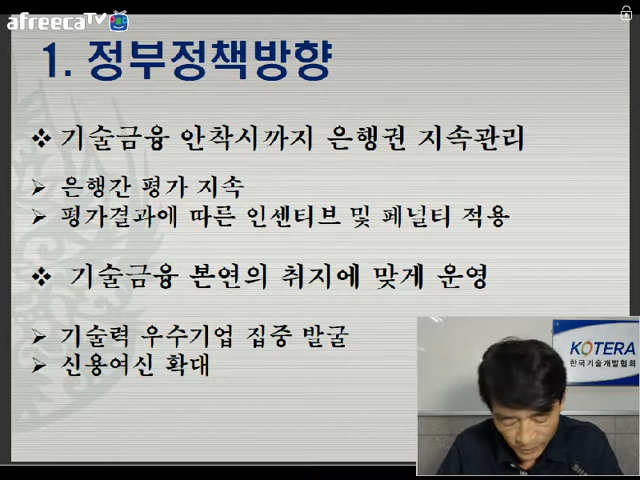 afreecaTV
1. 정부정책방향
❖ 기술금융 안착시까지 은행권 지속관리
➢ 은행간 평가 지속
➢ 평가결과에 따른 인센티브 및 페널티 적용
❖ 기술금융 본연의 취지에 맞게 운영
➢ 기술력 우수기업 집중 발굴
➢ 신용여신 확대
KOTERA
한국기술개발협회